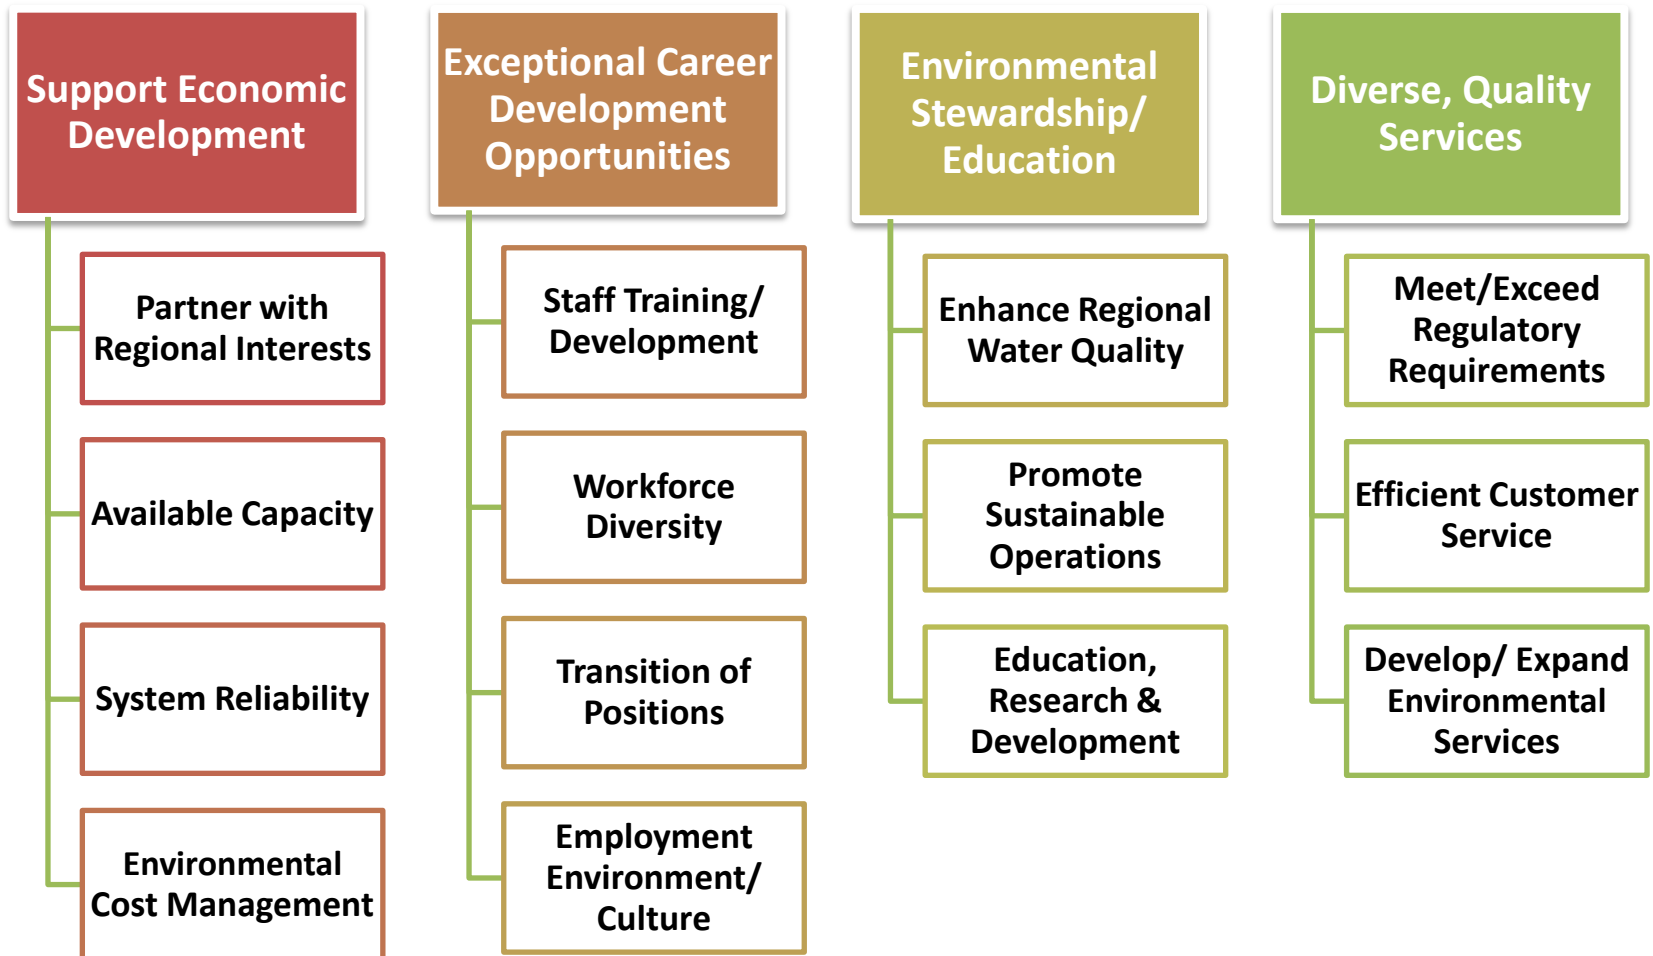 Support Economic
Development
Partner with
Regional Interests
Available Capacity
System Reliability
Environmental
Cost Management
Exceptional Career
Development
Opportunities
Staff Training/
Development
Workforce
Diversity
Transition of
Positions
Employment
Environment/
Culture
Environmental
Stewardship/
Education
Enhance Regional
Water Quality
Promote
Sustainable
Operations
Education,
Research &
Development
Diverse, Quality
Services
Meet/Exceed
Regulatory
Requirements
Efficient Customer
Service
Develop/ Expand
Environmental
Services